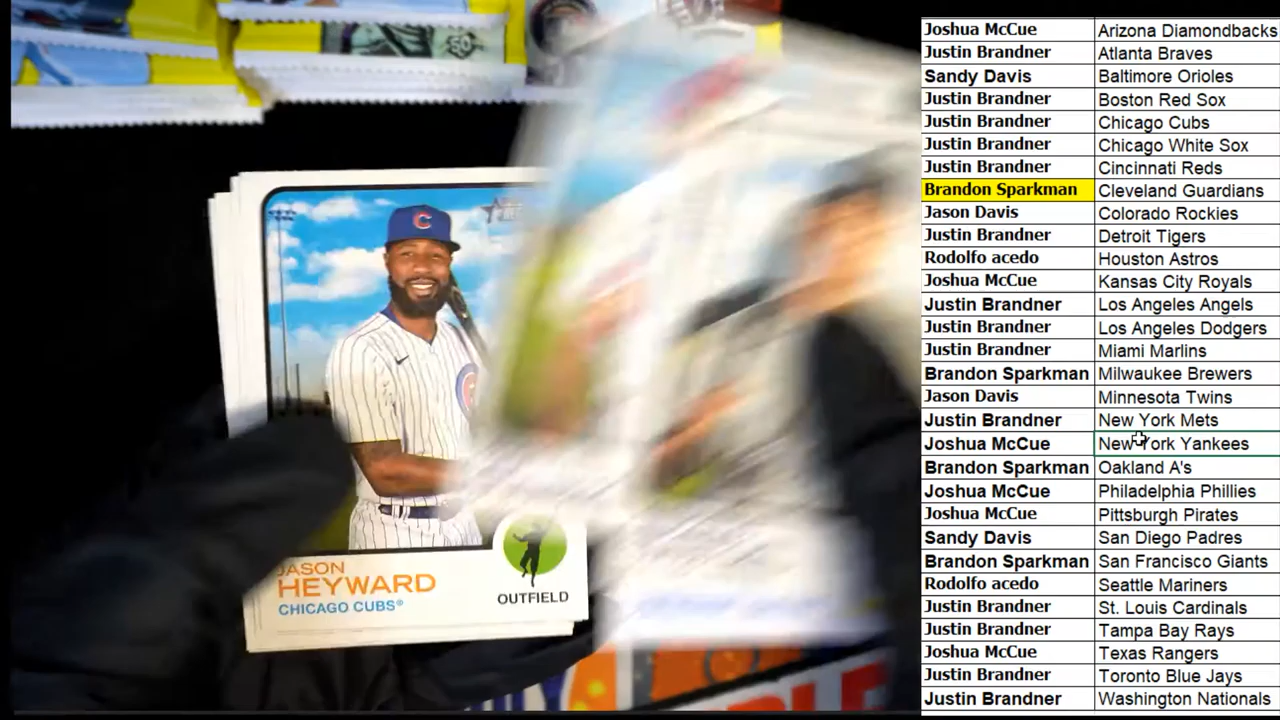 50
C
JASON
HEYWARD
CHICAGO CUBS®
OUTFIELD
Joshua McCue Arizona Diamondbacks
Justin Brandner Atlanta Braves
Sandy Davis Baltimore Orioles
Justin Brandner Boston Red Sox
Justin Brandner Chicago Cubs
Justin Brandner Chicago White Sox
Justin Brandner Cincinnati Reds
Brandon Sparkman Cleveland Guardians
Jason Davis Colorado Rockies
Justin Brandner Detroit Tigers
Rodolfo acedo Houston Astros
Joshua McCue Kansas City Royals
Justin Brandner Los Angeles Angels
Justin Brandner Los Angeles Dodgers
Justin Brandner Miami Marlins
Brandon Sparkman Milwaukee Brewers
Jason Davis Minnesota Twins
Justin Brandner New York Mets
Joshua McCue New York Yankees
Brandon Sparkman Oakland A's
Joshua McCue Philadelphia Phillies
Joshua McCue Pittsburgh Pirates
Sandy Davis San Diego Padres
Brandon Sparkman San Francisco Giants
Rodolfo acedo Seattle Mariners
Justin Brandner St. Louis Cardinals
Justin Brandner Tampa Bay Rays
Joshua McCue Texas Rangers
Justin Brandner Toronto Blue Jays
Justin Brandner Washington Nationals